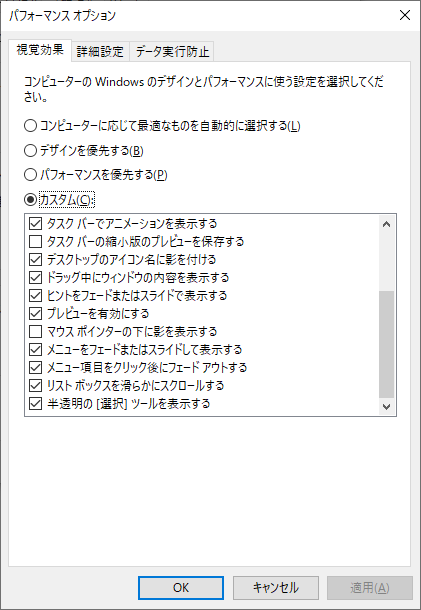 パフォーマンス オプション
視覚効果
詳細設定
データ実行防止
コンピューターの Windows のデザインとパフォーマンスに使う設定を選択してくだ
さい。
コンピューターに応じて最適なものを自動的に選択する(L)
デザインを優先する(B)
パフォーマンスを優先する(P)
カスタム(C):
タスク バーでアニメーションを表示する
タスク バーの縮小版のプレビューを保存する
デスクトップのアイコン名に影を付ける
ドラッグ中にウィンドウの内容を表示する
ヒントをフェードまたはスライドで表示する
プレビューを有効にする
マウス ポインターの下に影を表示する
メニューをフェードまたはスライドして表示する
メニュー項目をクリック後にフェード アウトする
リスト ボックスを滑らかにスクロールする
半透明の [選択] ツールを表示する
OK
キャンセル
適用(A)